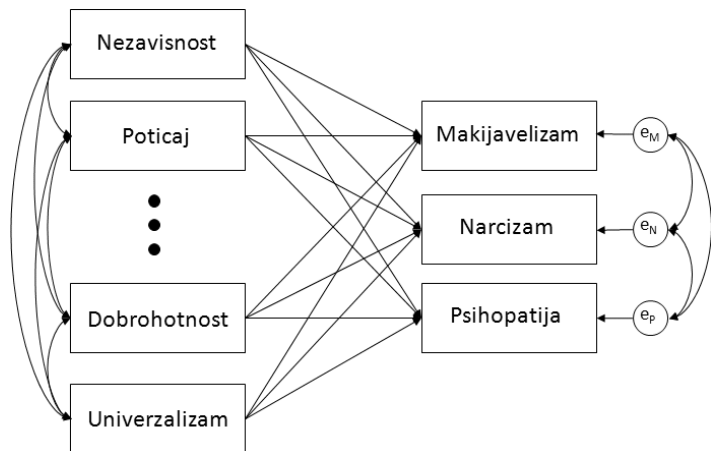 Nezavisnost
Poticaj
Dobrohotnost
Univerzalizam
Makijavelizam
Narcizam
Psihopatija
eM
eN
eP